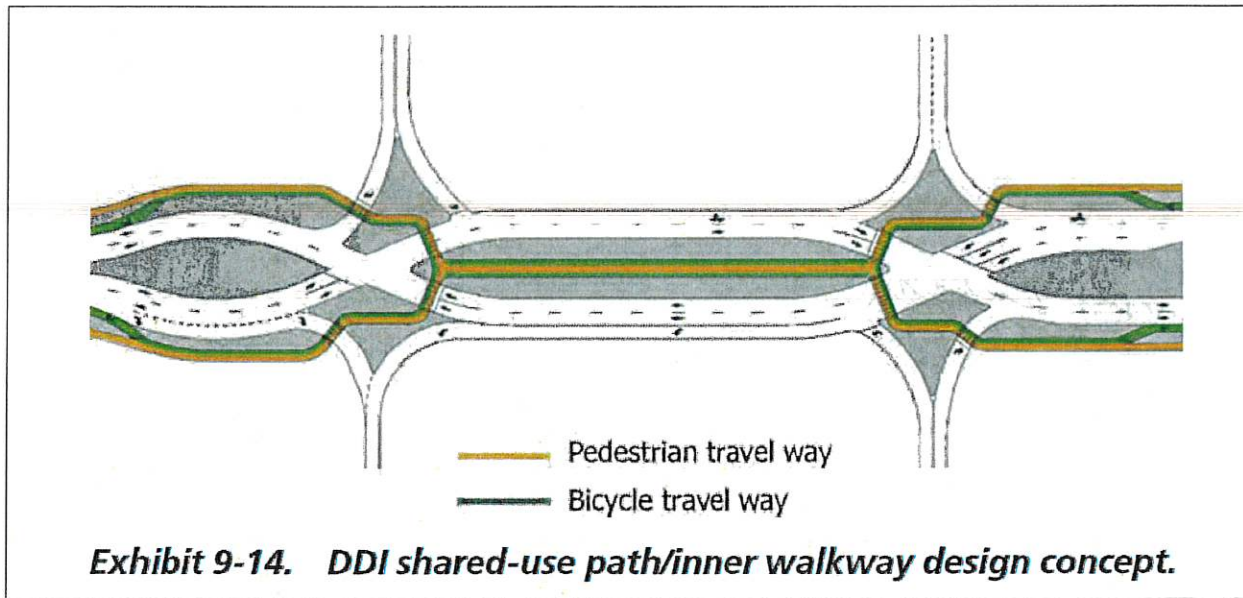 Pedestrian travel way
Bicycle travel way
Exhibit 9-14. DDI shared-use path/inner walkway design concept.